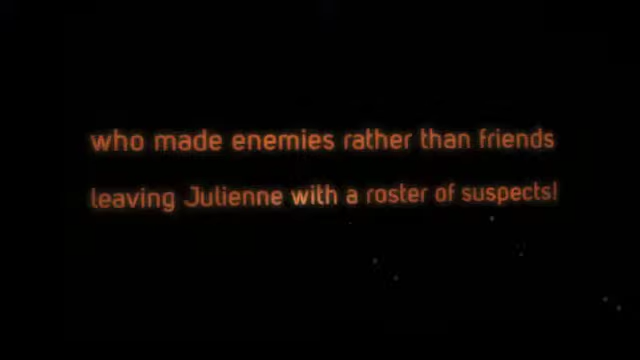 who made enemies rather than friends
leaving Julienne with a roster of suspects!